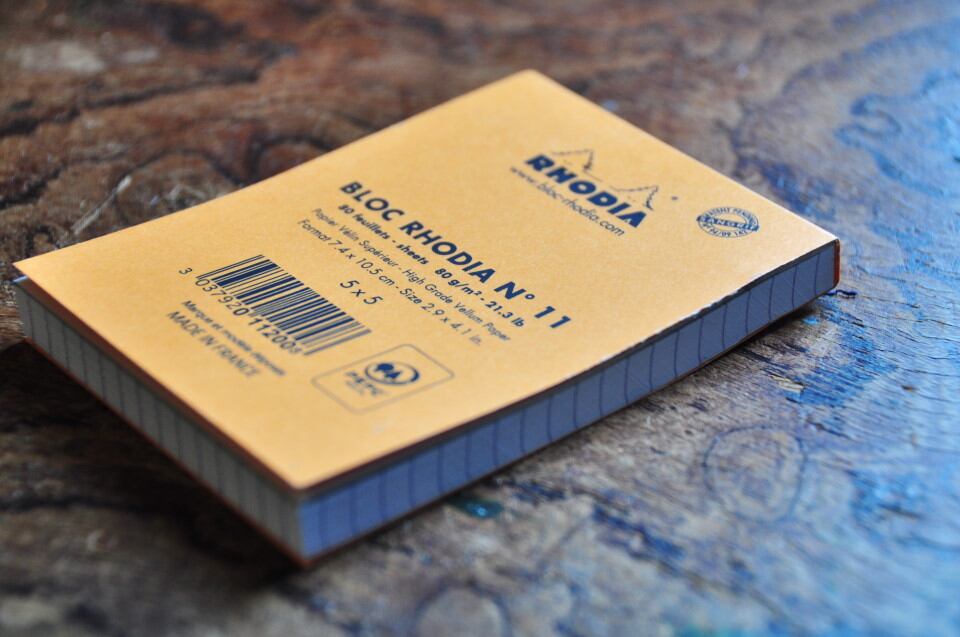 RHODIA
www.bloc-rhodia.com
BLOC RHODIA N° 11
80 feuillets - sheets 80 g/m² - 21,3 lb
Papier Vélin Supérieur - High Grade Vellum Paper
Format 7.4 x 10.5 cm - Size 2.9 x 4.1 in.
5 x 5
3 037920 112008
Marque et modèle déposés
MADE IN FRANCE
PEFC